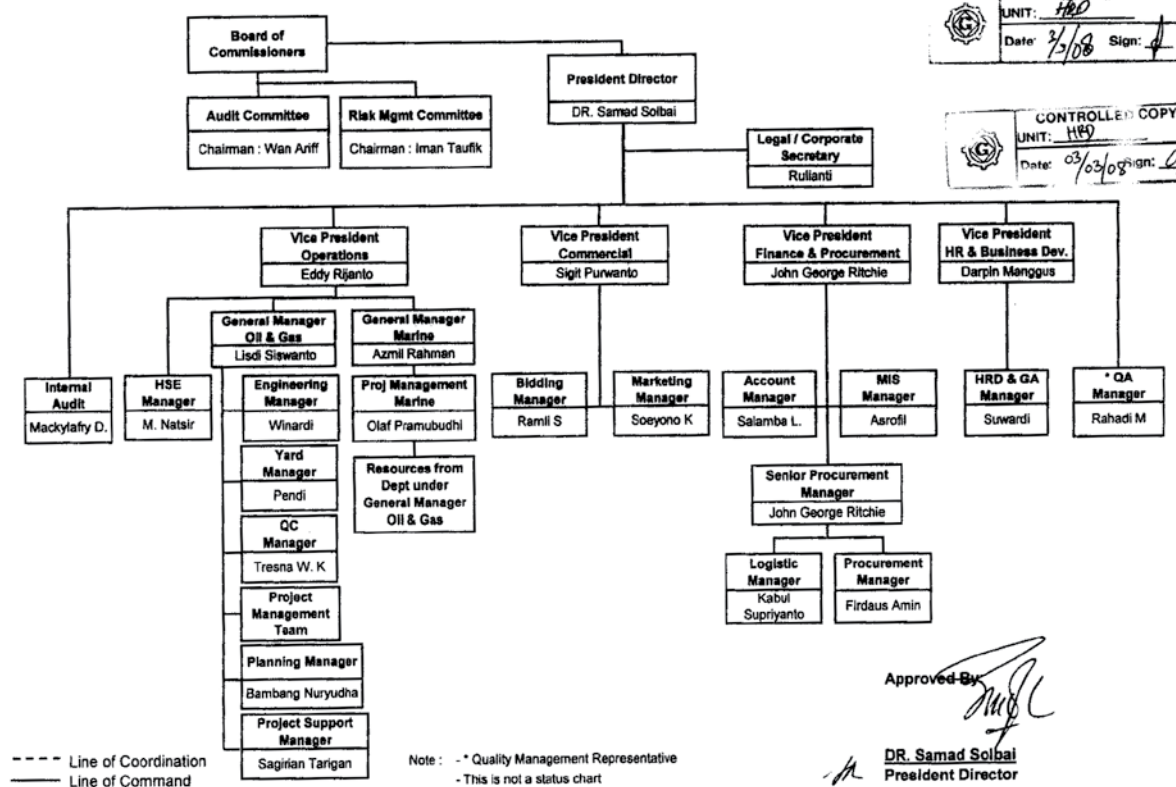 Board of
Commissioners
Audit Committee
Chairman : Wan Ariff
Risk Mgmt Committee
Chairman : Iman Taufik
President Director
DR. Samad Solbai
Legal / Corporate
Secretary
Rulianti
UNIT: HRD
Date: 3/3/08 Sign:
CONTROLLED COPY
UNIT: HRD
Date: 03/03/08 Sign:
G
G
Vice President
Operations
Eddy Rijanto
Vice President
Commercial
Sigit Purwanto
Vice President
Finance & Procurement
John George Ritchie
Vice President
HR & Business Dev.
Darpin Manggus
General Manager
Oil & Gas
Lisdi Siswanto
General Manager
Marine
Azmil Rahman
Internal
Audit
Mackylafry D.
HSE
Manager
M. Natsir
Engineering
Manager
Winardi
Proj Management
Marine
Olaf Pramubudhi
Bidding
Manager
Ramli S
Marketing
Manager
Soeyono K
Account
Manager
Salamba L.
MIS
Manager
Asrofil
HRD & GA
Manager
Suwardi
* QA
Manager
Rahadi M
Yard
Manager
Pendi
Resources from
Dept under
General Manager
Oil & Gas
QC
Manager
Tresna W. K
Project
Management
Team
Planning Manager
Bambang Nuryudha
Project Support
Manager
Sagirian Tarigan
Senior Procurement
Manager
John George Ritchie
Logistic
Manager
Kabul
Supriyanto
Procurement
Manager
Firdaus Amin
Approved By
DR. Samad Solbai
President Director
Line of Coordination
Line of Command
Note : - * Quality Management Representative
- This is not a status chart